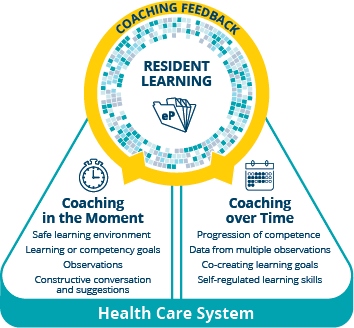 COACHING FEEDBACK
RESIDENT
LEARNING
eP
Coaching
in the Moment
Safe learning environment
Learning or competency goals
Observations
Constructive conversation
and suggestions
Coaching
over Time
Progression of competence
Data from multiple observations
Co-creating learning goals
Self-regulated learning skills
Health Care System